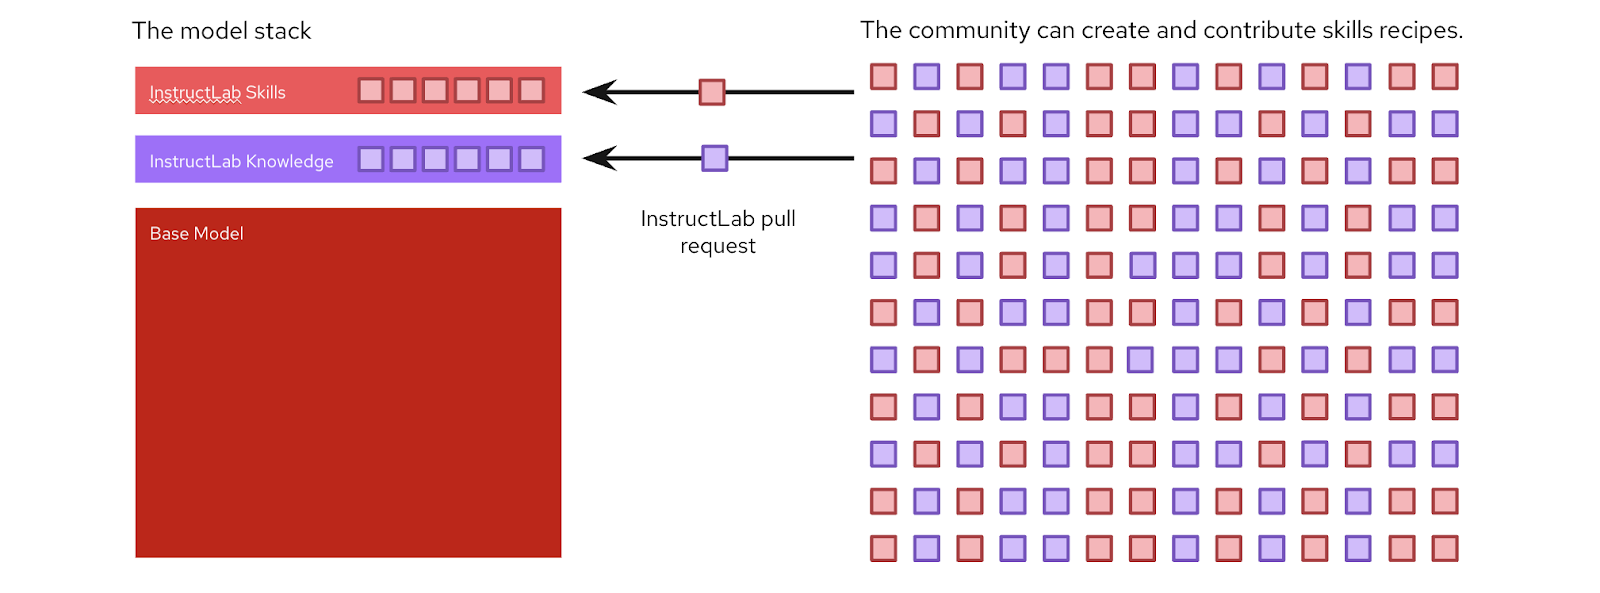 The model stack
The community can create and contribute skills recipes.
InstructLab Skills
InstructLab Knowledge
Base Model
InstructLab pull
request